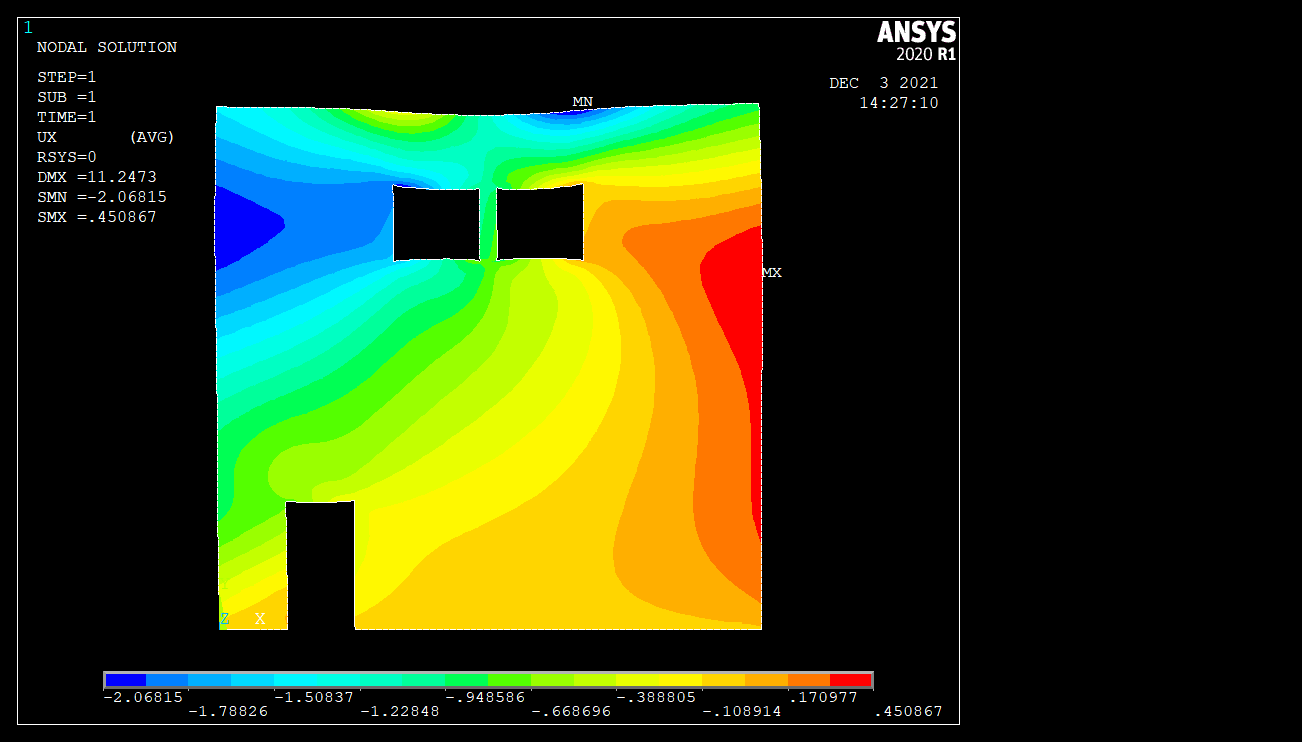 1
ANSYS
2020 R1
NODAL SOLUTION
STEP=1
SUB =1
TIME=1
UX (AVG)
RSYS=0
DMX =11.2473
SMN =-2.06815
SMX =.450867
DEC 3 2021
14:27:10
MN
MX
Z X
-2.06815 -1.50837 -.948586 -.388805 .170977
-1.78826 -1.22848 -.668696 -.108914 .450867